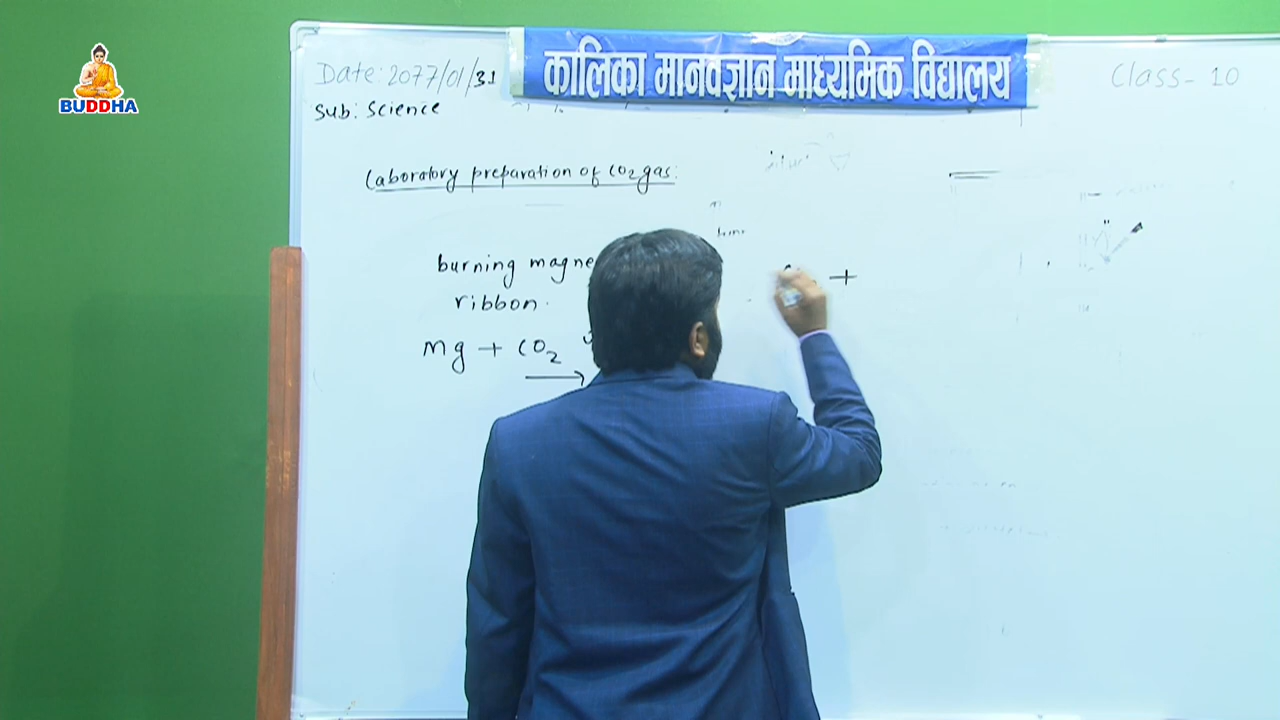 BUDDHA
कालिका मानवज्ञान माध्यमिक विद्यालय
Date: 2077/01/31
Class- 10
Sub: Science
Laboratory preparation of CO2 gas:
burning magne
ribbon.
Mg + CO2
+